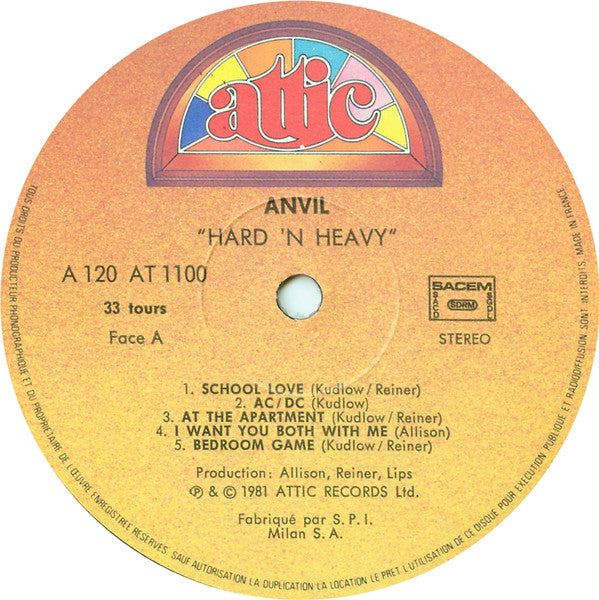 attic
ANVIL
"HARD 'N HEAVY"
A 120 AT 1100
33 tours
Face A
SACEM
SACD SDRM SGDL
STEREO
1. SCHOOL LOVE (Kudlow/Reiner)
2. AC/DC (Kudlow)
3. AT THE APARTMENT (Kudlow/Reiner)
4. I WANT YOU BOTH WITH ME (Allison)
5. BEDROOM GAME (Kudlow/Reiner)
Production: Allison, Reiner, Lips
℗ & © 1981 ATTIC RECORDS Ltd.
Fabriqué par S.P.I.
Milan S.A.
TOUS DROITS DU PRODUCTEUR PHONOGRAPHIQUE ET DU PROPRIETAIRE DE L'ŒUVRE ENREGISTREE RESERVES. SAUF AUTORISATION LA DUPLICATION LA LOCATION LE PRET L'UTILISATION DE CE DISQUE POUR EXECUTION PUBLIQUE ET RADIODIFFUSION SONT INTERDITS. MADE IN FRANCE